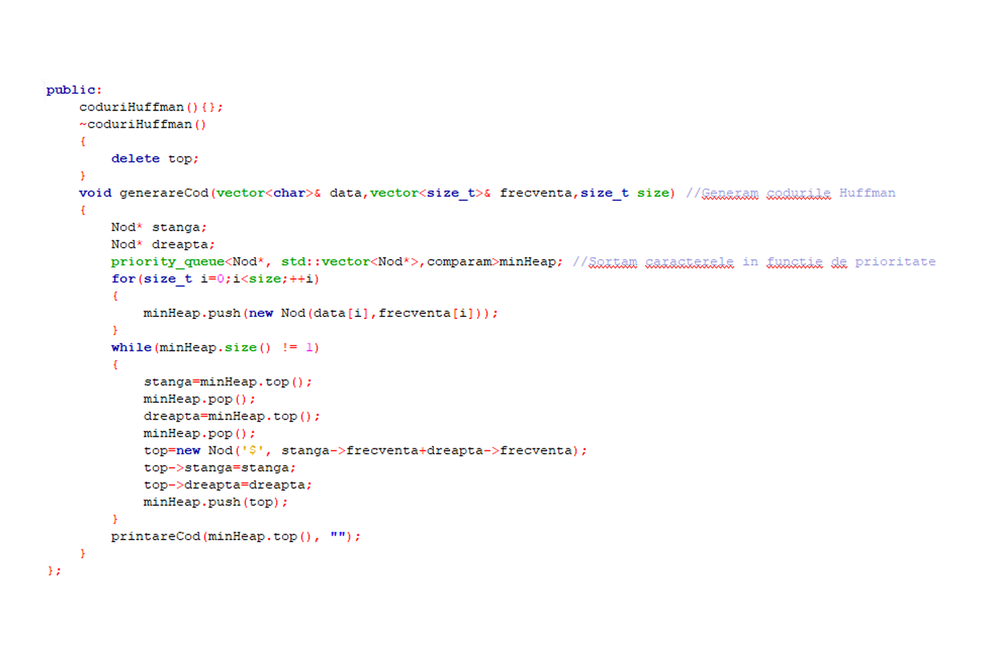 public:
    coduriHuffman(){};
    ~coduriHuffman()
    {
        delete top;
    }
    void generareCod(vector<char>& data,vector<size_t>& frecventa,size_t size) //Generam codurile Huffman
    {
        Nod* stanga;
        Nod* dreapta;
        priority_queue<Nod*, std::vector<Nod*>,comparam>minHeap; //Sortam caracterele in functie de prioritate
        for(size_t i=0;i<size;++i)
        {
            minHeap.push(new Nod(data[i],frecventa[i]));
        }
        while(minHeap.size() != 1)
        {
            stanga=minHeap.top();
            minHeap.pop();
            dreapta=minHeap.top();
            minHeap.pop();
            top=new Nod('$', stanga->frecventa+dreapta->frecventa);
            top->stanga=stanga;
            top->dreapta=dreapta;
            minHeap.push(top);
        }
        printareCod(minHeap.top(), "");
    }
};